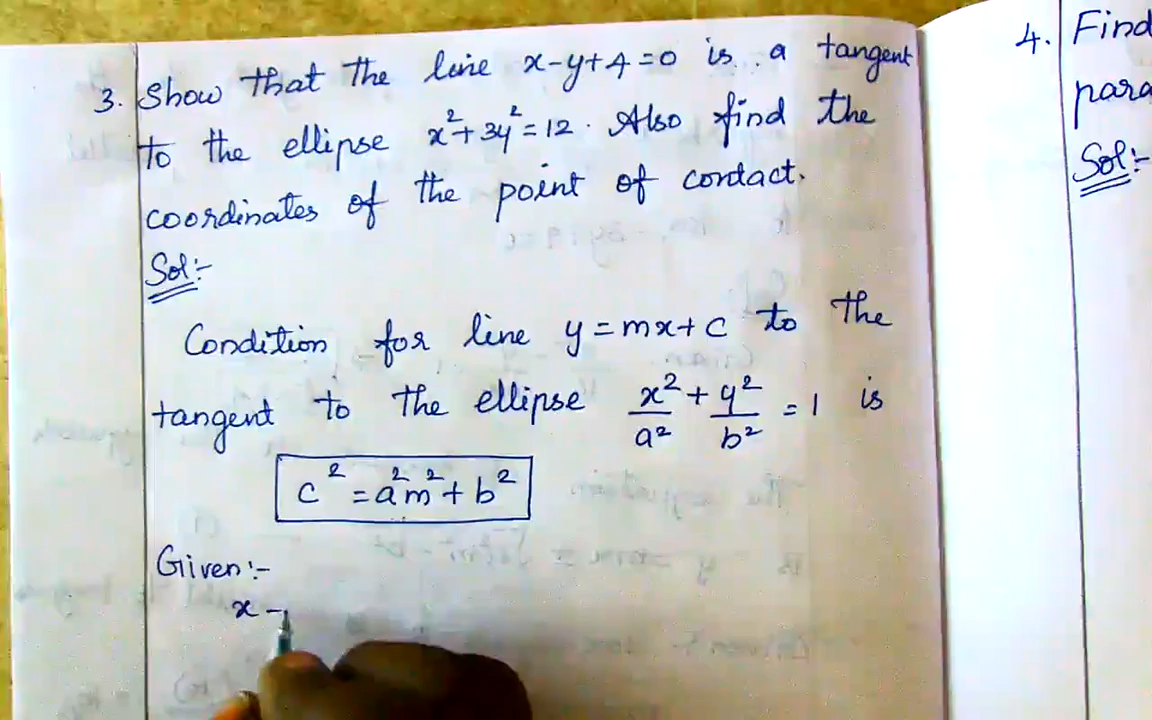 3. Show that the line x-y+4=0 is a tangent
to the ellipse x²+3y²=12. Also find the
coordinates of the point of contact.
Sol:-
Condition for line y=mx+c to the
tangent to the ellipse x²/a² + y²/b² = 1 is
c² = a²m² + b²
Given:-
x -
4. Find
para
Sol:-